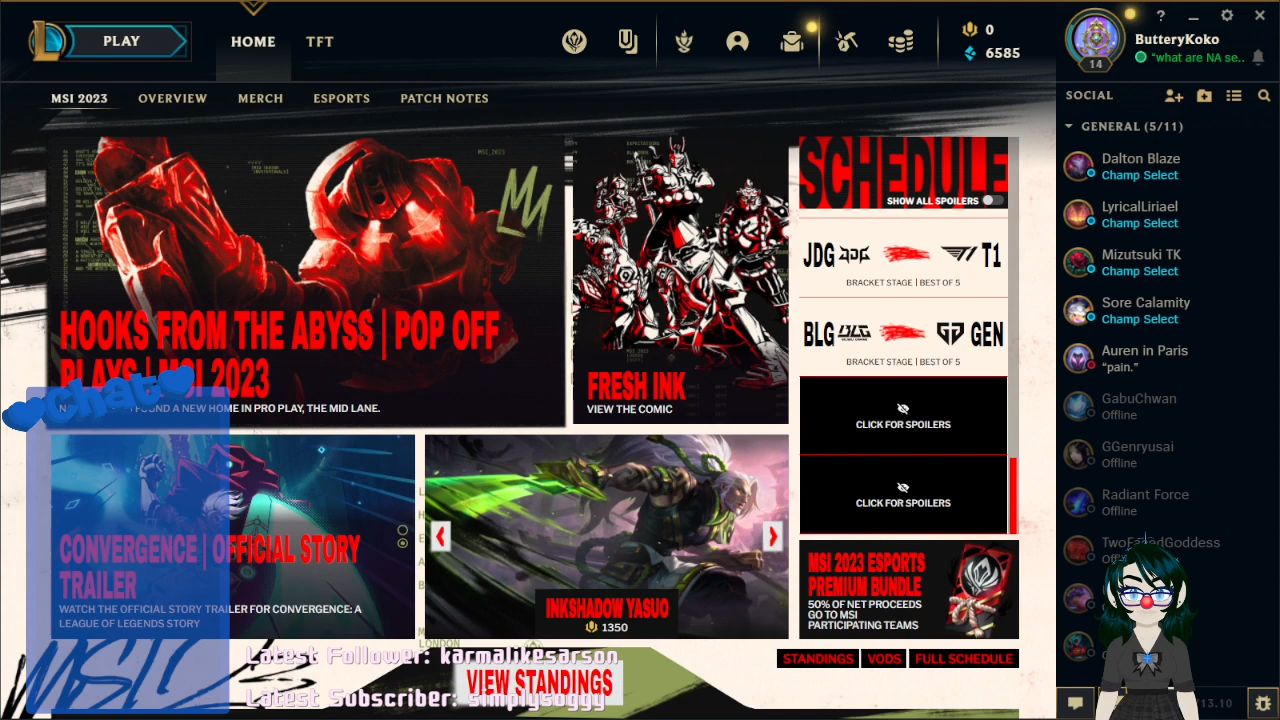 PLAY
HOME
TFT
0
6585
14
ButteryKoko
"what are NA se..
SOCIAL
GENERAL (5/11)
Dalton Blaze
Champ Select
LyricalLiriael
Champ Select
Mizutsuki TK
Champ Select
Sore Calamity
Champ Select
Auren in Paris
"pain."
GabuChwan
Offline
GGenryusai
Offline
Radiant Force
Offline
MSI 2023
OVERVIEW
MERCH
ESPORTS
PATCH NOTES
HOOKS FROM THE ABYSS | POP OFF
PLAYS | MSI 2023
FOUND A NEW HOME IN PRO PLAY, THE MID LANE.
chat
FRESH INK
VIEW THE COMIC
SCHEDULE
SHOW ALL SPOILERS
JDG T1
BRACKET STAGE | BEST OF 5
BLG GEN
BRACKET STAGE | BEST OF 5
CLICK FOR SPOILERS
CLICK FOR SPOILERS
CONVERGENCE | OFFICIAL STORY
TRAILER
WATCH THE OFFICIAL STORY TRAILER FOR CONVERGENCE: A
LEAGUE OF LEGENDS STORY
INKSHADOW YASUO
1350
MSI 2023 ESPORTS
PREMIUM BUNDLE
50% OF NET PROCEEDS
GO TO MSI
PARTICIPATING TEAMS
STANDINGS
VODS
FULL SCHEDULE
LONDON
VIEW STANDINGS
Latest Follower: karmalikesarson
Latest Subscriber: simplysoggy